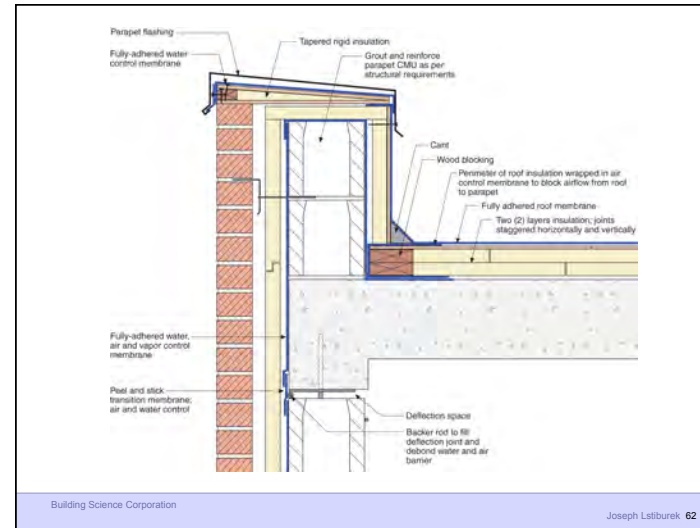 Parapet flashing
Fully-adhered water
control membrane
Tapered rigid insulation
Grout and reinforce
parapet CMU as per
structural requirements
Cant
Wood blocking
Perimeter of roof insulation wrapped in air
control membrane to block airflow from roof
to parapet
Fully adhered roof membrane
Two (2) layers insulation; joints
staggered horizontally and vertically
Fully-adhered water,
air and vapor control
membrane
Peel and stick
transition membrane;
air and water control
Deflection space
Backer rod to fill
deflection joint and
debond water and air
barrier
Building Science Corporation
Joseph Lstiburek 62